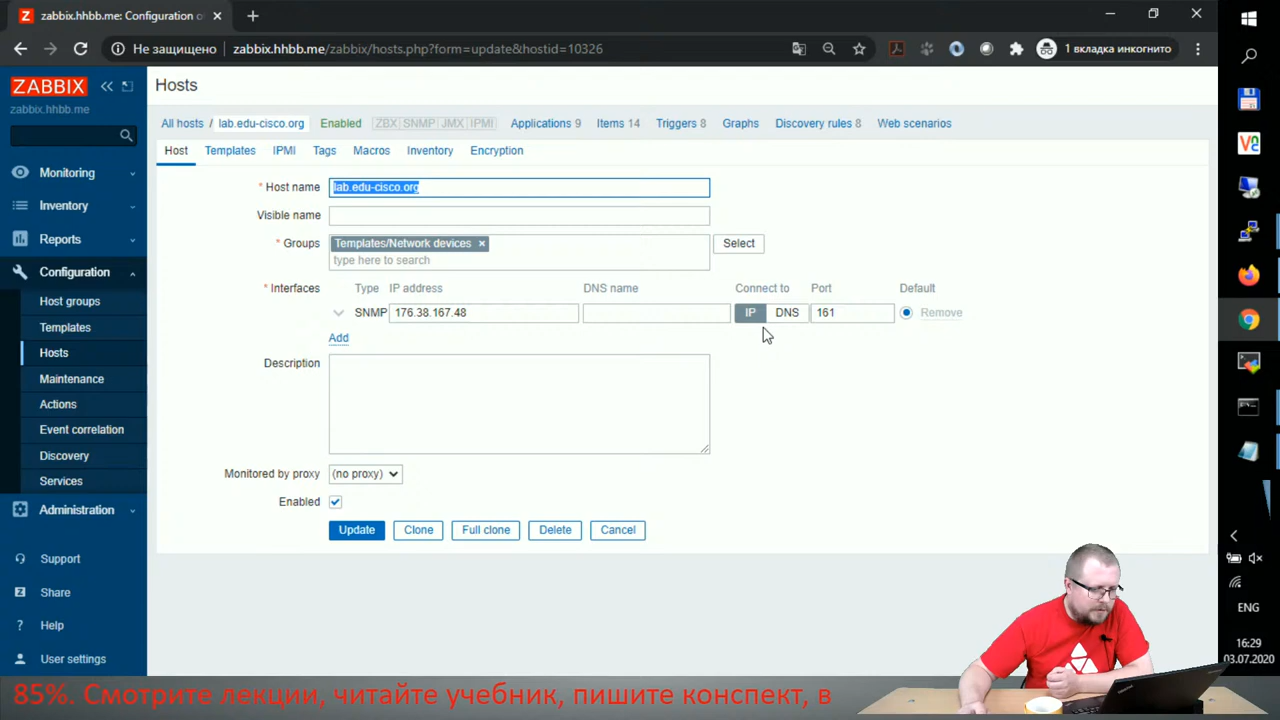 zabbix.hhbb.me: Configuration o
Не защищено
zabbix.hhbb.me/zabbix/hosts.php?form=update&hostid=10326
1 вкладка инкогнито
ZABBIX
zabbix.hhbb.me
Monitoring
Inventory
Reports
Configuration
Host groups
Templates
Hosts
Maintenance
Actions
Event correlation
Discovery
Services
Administration
Support
Share
Help
User settings
Hosts
All hosts / lab.edu-cisco.org Enabled ZBX SNMP JMX IPMI Applications 9 Items 14 Triggers 8 Graphs Discovery rules 8 Web scenarios
Host Templates IPMI Tags Macros Inventory Encryption
* Host name lab.edu-cisco.org
Visible name
* Groups Templates/Network devices × Select
type here to search
* Interfaces Type IP address DNS name Connect to Port Default
SNMP 176.38.167.48 IP DNS 161 Remove
Add
Description
Monitored by proxy (no proxy)
Enabled
Update Clone Full clone Delete Cancel
ENG
16:29
03.07.2020
85%. Смотрите лекции, читайте учебник, пишите конспект, в